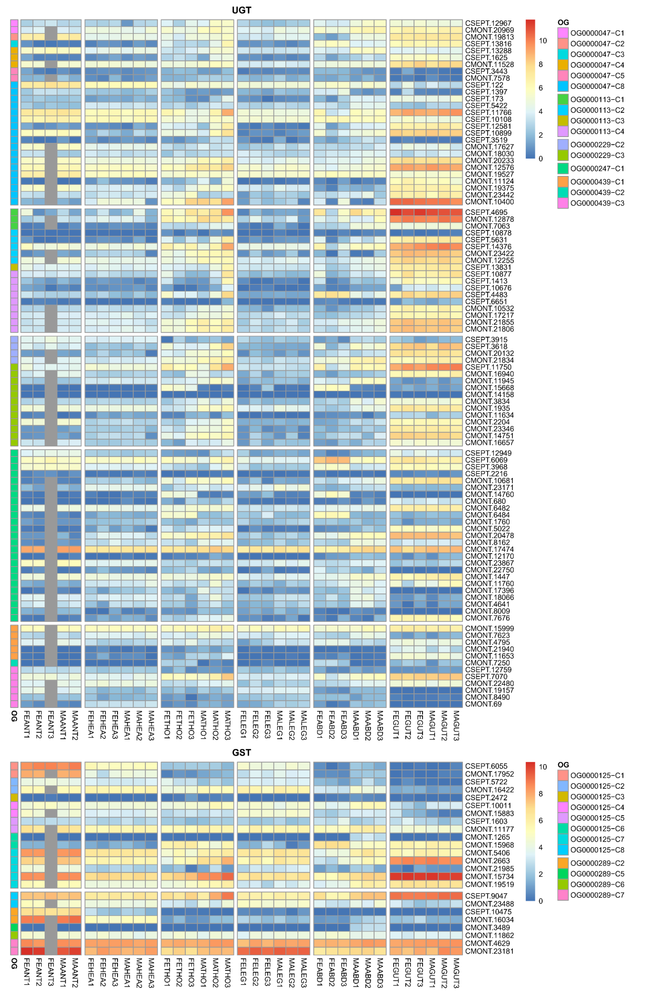 UGT
CSEPT.12967
CMONT.20969
CMONT.19813
CSEPT.13816
CSEPT.13288
CSEPT.1625
CMONT.11528
CSEPT.3443
CMONT.7578
CSEPT.122
CSEPT.1397
CSEPT.173
CSEPT.5422
CSEPT.11766
CSEPT.10108
CSEPT.12581
CSEPT.10899
CSEPT.3519
CMONT.17627
CMONT.18030
CMONT.20233
CMONT.12576
CMONT.19527
CMONT.11124
CMONT.19375
CMONT.23442
CMONT.10400
CSEPT.4695
CMONT.12878
CMONT.7063
CSEPT.10878
CSEPT.5631
CSEPT.14376
CMONT.23422
CMONT.12255
CSEPT.13831
CSEPT.10877
CSEPT.1413
CSEPT.10676
CSEPT.4483
CSEPT.6651
CMONT.10532
CMONT.17217
CMONT.21855
CMONT.21806
CSEPT.3915
CSEPT.3618
CMONT.20132
CMONT.21834
CSEPT.11750
CMONT.16940
CMONT.11945
CMONT.15668
CMONT.14158
CMONT.3834
CMONT.1935
CMONT.11634
CMONT.2204
CMONT.23346
CMONT.14751
CMONT.16657
CSEPT.12949
CSEPT.6069
CSEPT.3968
CSEPT.2216
CMONT.10681
CMONT.23171
CMONT.14760
CMONT.680
CMONT.6482
CMONT.6484
CMONT.1760
CMONT.5022
CMONT.20478
CMONT.8162
CMONT.17474
CMONT.12170
CMONT.23867
CMONT.22750
CMONT.1447
CMONT.11760
CMONT.17396
CMONT.18066
CMONT.4641
CMONT.8009
CMONT.7676
CMONT.15999
CMONT.7623
CMONT.4795
CMONT.21940
CMONT.11653
CMONT.7250
CSEPT.12759
CSEPT.7070
CMONT.22480
CMONT.19157
CMONT.8490
CMONT.69
10
8
6
4
2
0
OG
OG0000047-C1
OG0000047-C2
OG0000047-C3
OG0000047-C4
OG0000047-C5
OG0000047-C8
OG0000113-C1
OG0000113-C2
OG0000113-C3
OG0000113-C4
OG0000229-C2
OG0000229-C3
OG0000247-C1
OG0000439-C1
OG0000439-C2
OG0000439-C3
OG
FEANT1
FEANT2
FEANT3
MAANT1
MAANT2
FEHEA1
FEHEA2
FEHEA3
MAHEA1
MAHEA2
MAHEA3
FETHO1
FETHO2
FETHO3
MATHO1
MATHO2
MATHO3
FELEG1
FELEG2
FELEG3
MALEG1
MALEG2
MALEG3
FEABD1
FEABD2
FEABD3
MAABD1
MAABD2
MAABD3
FEGUT1
FEGUT2
FEGUT3
MAGUT1
MAGUT2
MAGUT3
GST
CSEPT.6055
CMONT.17952
CSEPT.5722
CMONT.16422
CSEPT.2472
CSEPT.10011
CMONT.15883
CSEPT.1603
CMONT.11177
CMONT.1265
CMONT.15968
CMONT.5406
CMONT.2663
CMONT.21985
CMONT.15734
CMONT.19519
CSEPT.9047
CMONT.23488
CSEPT.10475
CMONT.16034
CMONT.3489
CMONT.11862
CMONT.4629
CMONT.23181
10
8
6
4
2
0
OG
OG0000125-C1
OG0000125-C2
OG0000125-C3
OG0000125-C4
OG0000125-C5
OG0000125-C6
OG0000125-C7
OG0000125-C8
OG0000289-C2
OG0000289-C5
OG0000289-C6
OG0000289-C7
OG
FEANT1
FEANT2
FEANT3
MAANT1
MAANT2
FEHEA1
FEHEA2
FEHEA3
MAHEA1
MAHEA2
MAHEA3
FETHO1
FETHO2
FETHO3
MATHO1
MATHO2
MATHO3
FELEG1
FELEG2
FELEG3
MALEG1
MALEG2
MALEG3
FEABD1
FEABD2
FEABD3
MAABD1
MAABD2
MAABD3
FEGUT1
FEGUT2
FEGUT3
MAGUT1
MAGUT2
MAGUT3